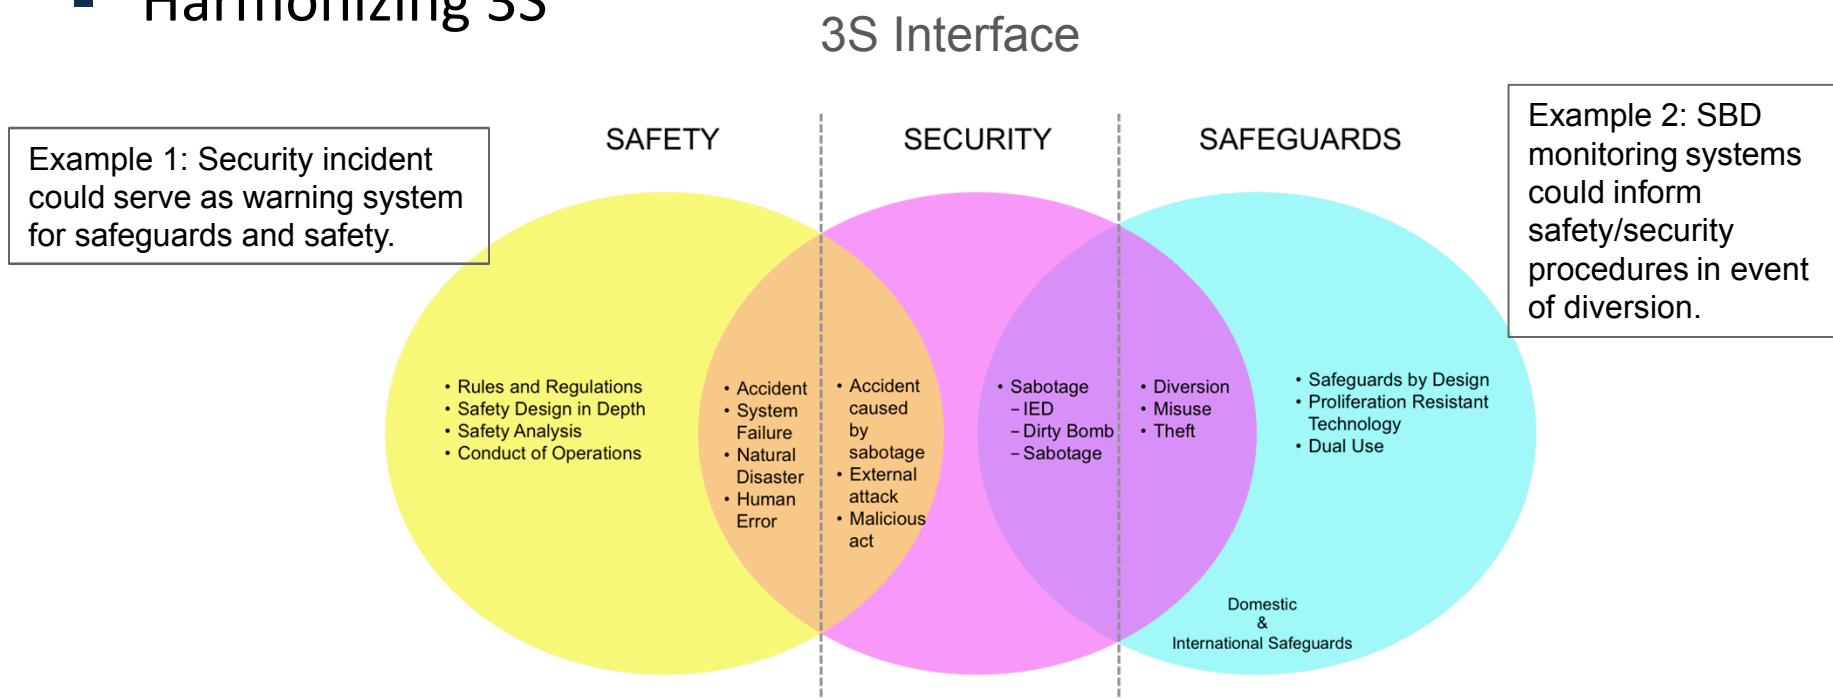 ▪ Harmonizing 3S
3S Interface
Example 1: Security incident
could serve as warning system
for safeguards and safety.
SAFETY
SECURITY
SAFEGUARDS
Example 2: SBD
monitoring systems
could inform
safety/security
procedures in event
of diversion.
• Rules and Regulations
• Safety Design in Depth
• Safety Analysis
• Conduct of Operations
• Accident
• System
Failure
• Natural
Disaster
• Human
Error
• Accident
caused
by
sabotage
• External
attack
• Malicious
act
• Sabotage
– IED
– Dirty Bomb
– Sabotage
• Diversion
• Misuse
• Theft
• Safeguards by Design
• Proliferation Resistant
Technology
• Dual Use
Domestic
&
International Safeguards